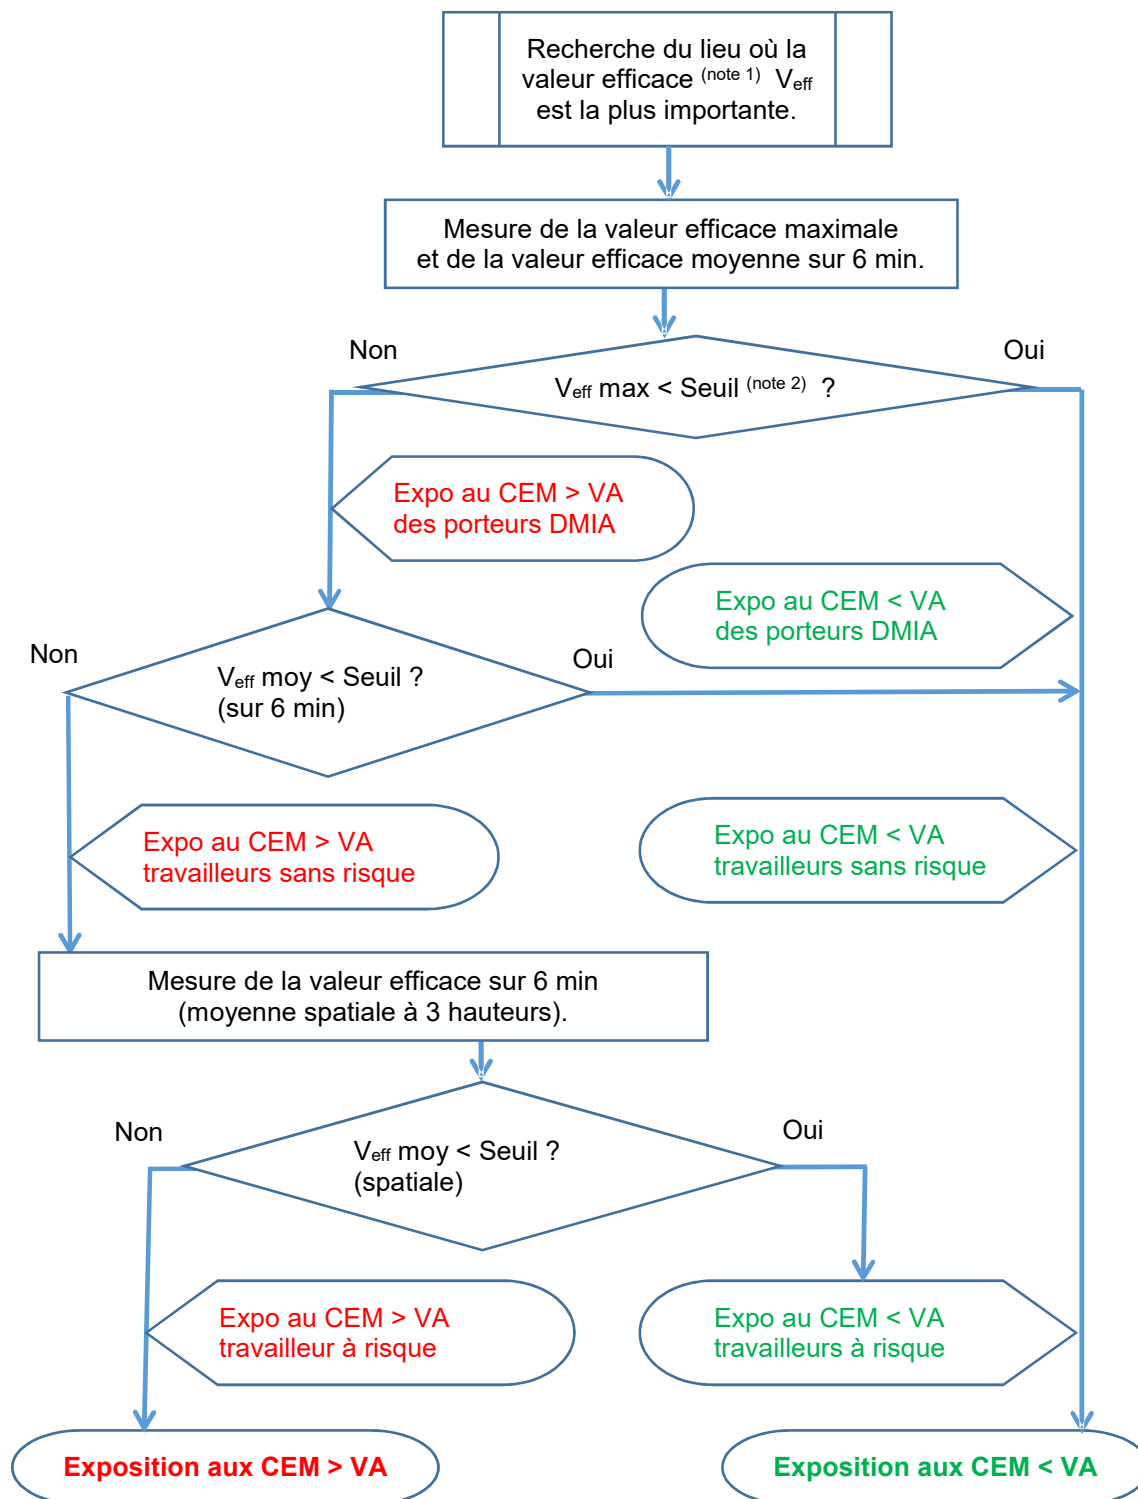 Recherche du lieu où la
valeur efficace (note 1) Veff
est la plus importante.
Mesure de la valeur efficace maximale
et de la valeur efficace moyenne sur 6 min.
Non
Oui
Veff max < Seuil (note 2) ?
Expo au CEM > VA
des porteurs DMIA
Expo au CEM < VA
des porteurs DMIA
Non
Oui
Veff moy < Seuil ?
(sur 6 min)
Expo au CEM > VA
travailleurs sans risque
Expo au CEM < VA
travailleurs sans risque
Mesure de la valeur efficace sur 6 min
(moyenne spatiale à 3 hauteurs).
Non
Oui
Veff moy < Seuil ?
(spatiale)
Expo au CEM > VA
travailleur à risque
Expo au CEM < VA
travailleurs à risque
Exposition aux CEM > VA
Exposition aux CEM < VA